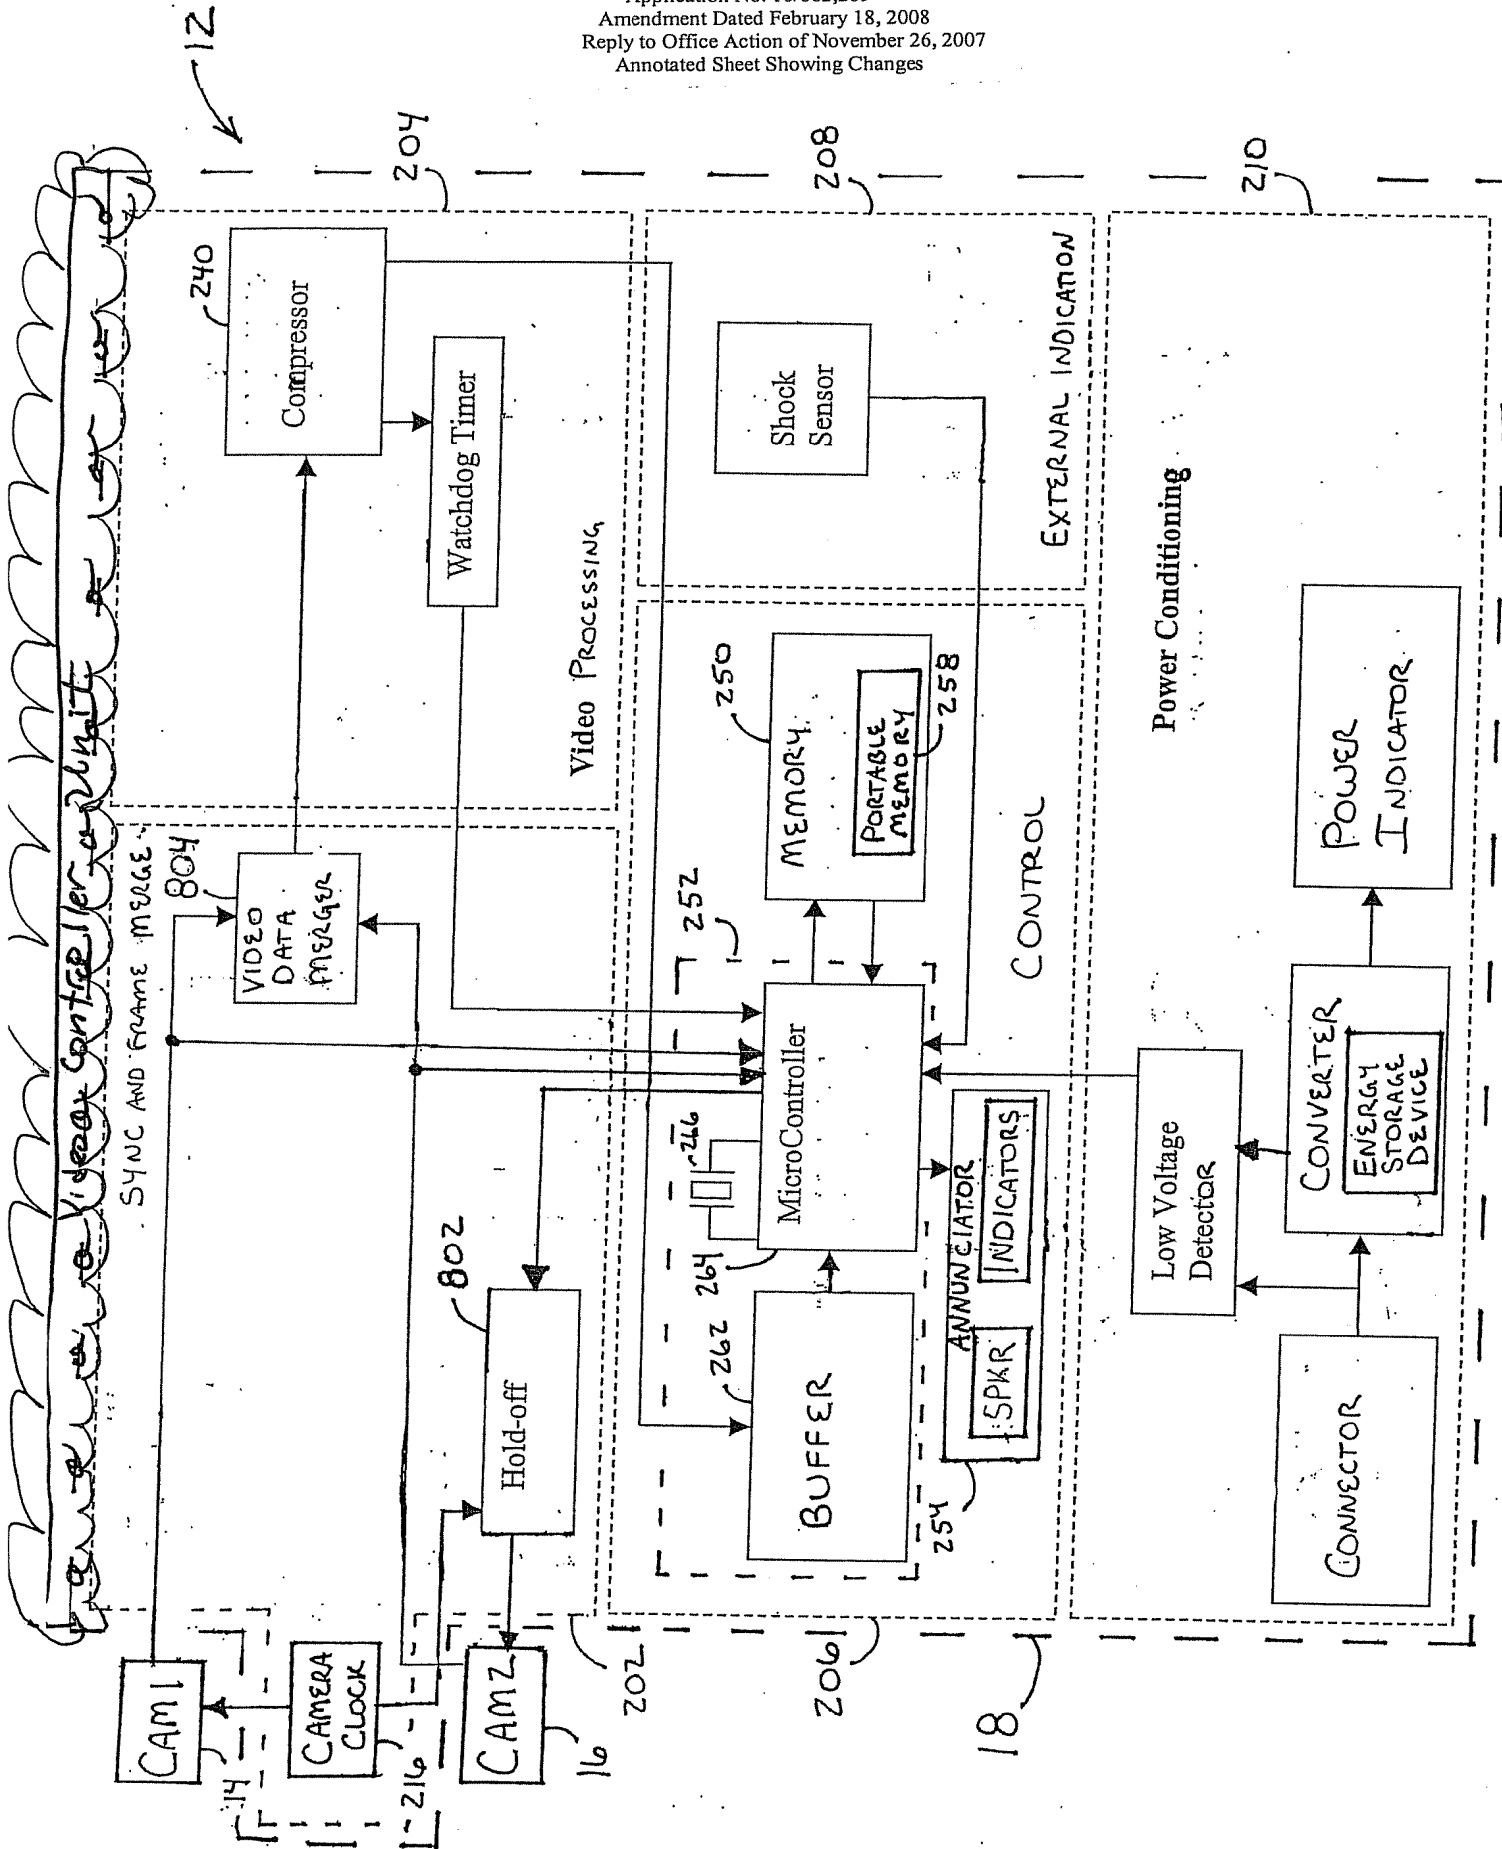 Amendment Dated February 18, 2008
Reply to Office Action of November 26, 2007
Annotated Sheet Showing Changes
12
Video Controller Unit
SYNC AND FRAME MERGE
204
240
Compressor
Watchdog Timer
Video PROCESSING
804
VIDEO
DATA
MERGER
CAM1
14
CAMERA
CLOCK
216
CAM2
16
802
Hold-off
202
208
Shock
Sensor
EXTERNAL INDICATION
250
MEMORY
PORTABLE
MEMORY
258
252
MicroController
266
264
262
BUFFER
ANNUNCIATOR
INDICATORS
SPKR
254
CONTROL
206
18
210
Power Conditioning
Low Voltage
Detector
CONVERTER
ENERGY
STORAGE
DEVICE
POWER
INDICATOR
CONNECTOR